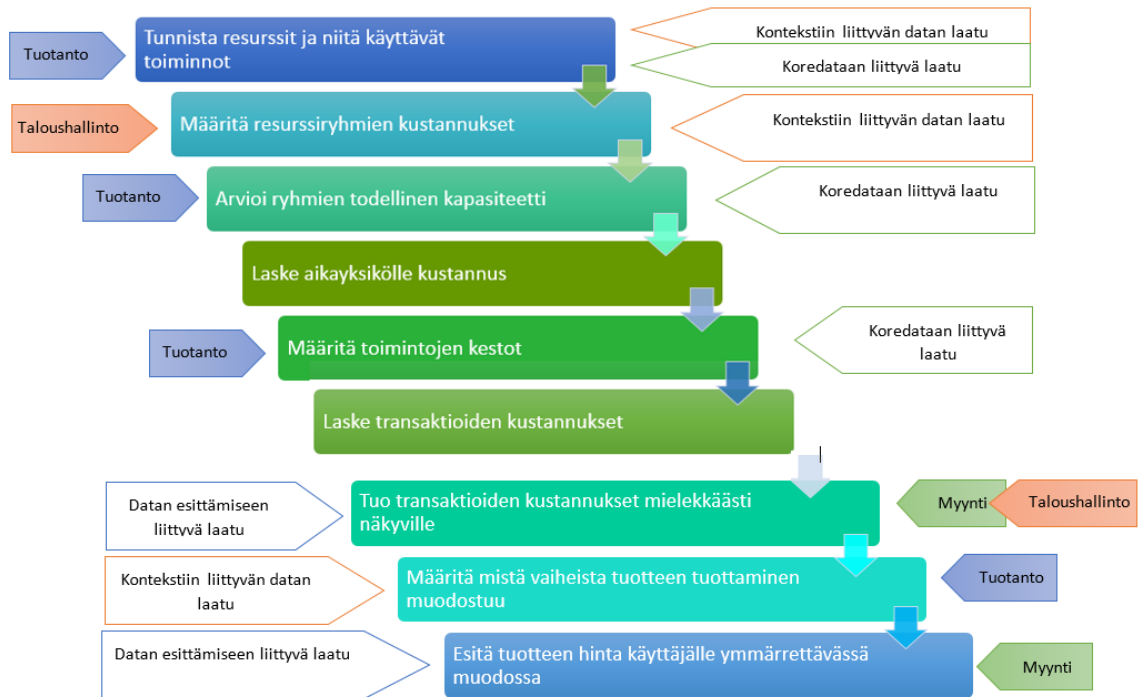 Tuotanto
Tunnista resurssit ja niitä käyttävät
toiminnot
Kontekstiin liittyvän datan laatu
Koredataan liittyvä laatu
Taloushallinto
Määritä resurssiryhmien kustannukset
Kontekstiin liittyvän datan
laatu
Tuotanto
Arvioi ryhmien todellinen kapasiteetti
Koredataan liittyvä laatu
Laske aikayksikölle kustannus
Tuotanto
Määritä toimintojen kestot
Koredataan liittyvä
laatu
Laske transaktioiden kustannukset
Datan esittämiseen
liittyvä laatu
Tuo transaktioiden kustannukset mielekkäästi
näkyville
Myynti
Taloushallinto
Kontekstiin liittyvän datan
laatu
Määritä mistä vaiheista tuotteen tuottaminen
muodostuu
Tuotanto
Datan esittämiseen liittyvä laatu
Esitä tuotteen hinta käyttäjälle ymmärrettävässä
muodossa
Myynti